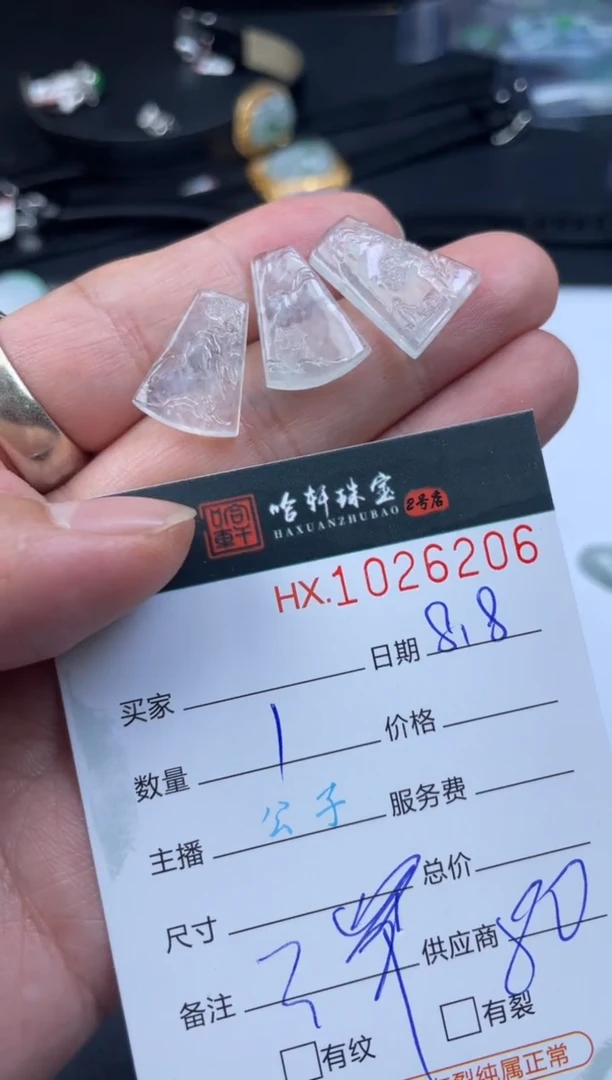 哈轩珠宝 2号店
HAXUANZHUBAO
HX.1026206
买家 日期 8.8
数量 1 价格
主播 公子 服务费
尺寸 总价
备注 供应商 80
有纹 有裂
裂纯属正常